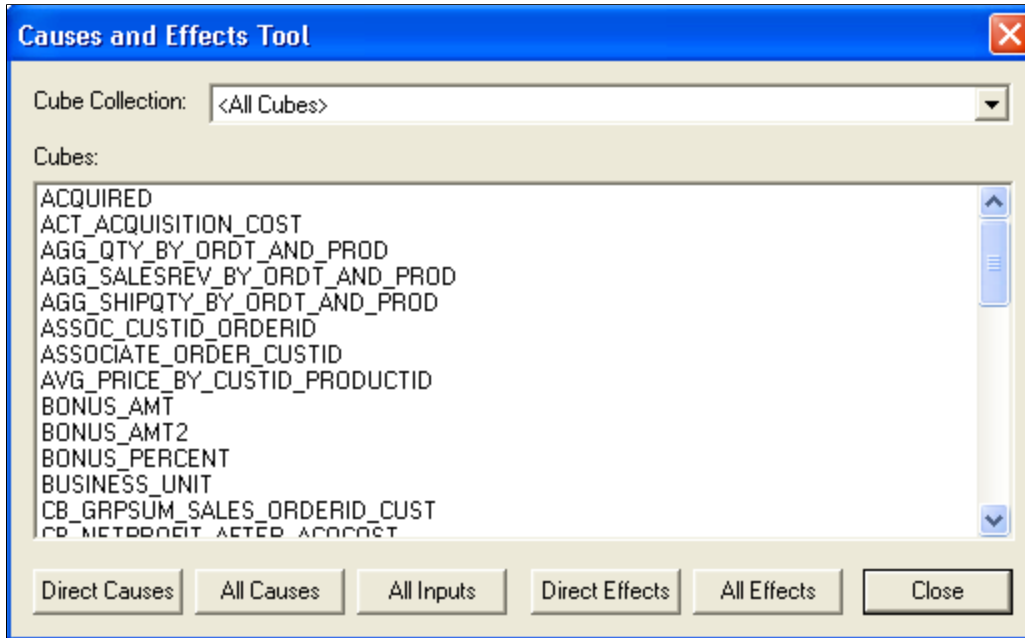 Causes and Effects Tool
Cube Collection: <All Cubes>
Cubes:
ACQUIRED
ACT_ACQUISITION_COST
AGG_QTY_BY_ORDT_AND_PROD
AGG_SALESREV_BY_ORDT_AND_PROD
AGG_SHIPQTY_BY_ORDT_AND_PROD
ASSOC_CUSTID_ORDERID
ASSOCIATE_ORDER_CUSTID
AVG_PRICE_BY_CUSTID_PRODUCTID
BONUS_AMT
BONUS_AMT2
BONUS_PERCENT
BUSINESS_UNIT
CB_GRPSUM_SALES_ORDERID_CUST
CB_NETPROFIT_AFTER_ACQCOST
Direct Causes All Causes All Inputs Direct Effects All Effects Close